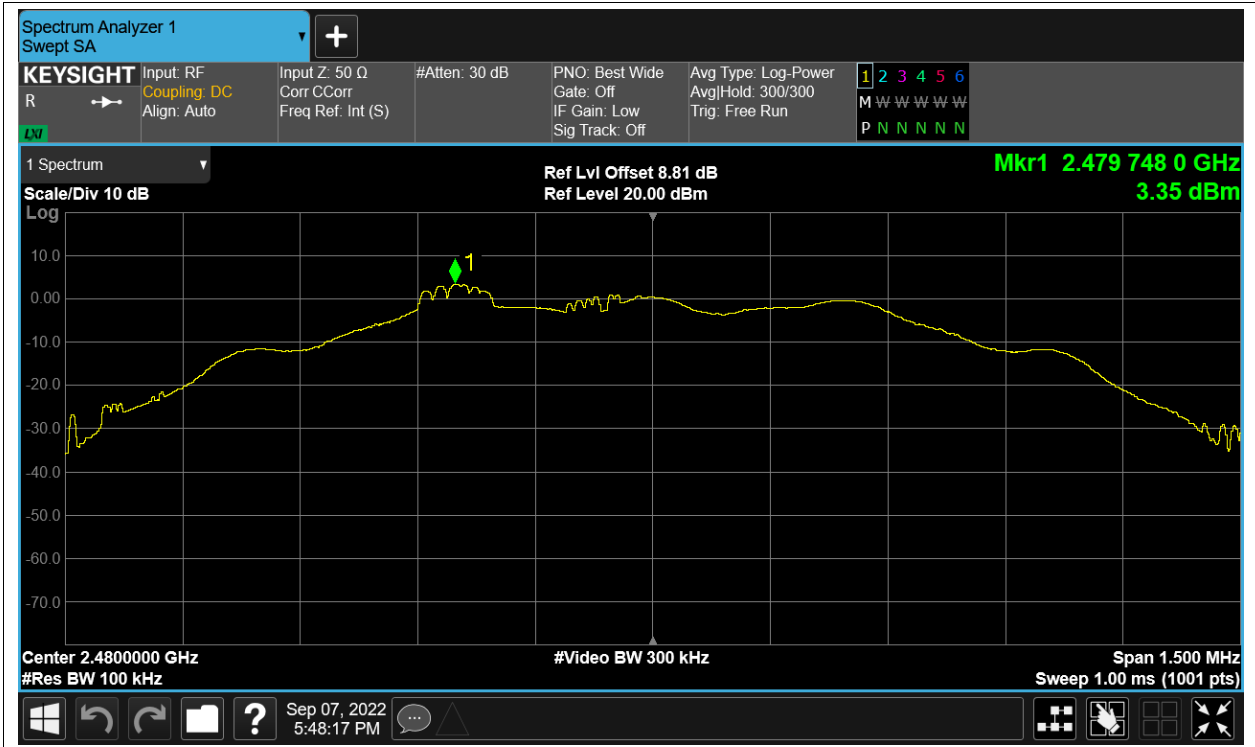 Spectrum Analyzer 1
Swept SA
+
KEYSIGHT
R
LXI
Input: RF
Coupling: DC
Align: Auto
Input Z: 50 Ω
Corr CCorr
Freq Ref: Int (S)
#Atten: 30 dB
PNO: Best Wide
Gate: Off
IF Gain: Low
Sig Track: Off
Avg Type: Log-Power
Avg|Hold: 300/300
Trig: Free Run
1 2 3 4 5 6
M W W W W W
P N N N N N
1 Spectrum
Scale/Div 10 dB
Log
Ref Lvl Offset 8.81 dB
Ref Level 20.00 dBm
Mkr1 2.479 748 0 GHz
3.35 dBm
1
10.0
0.00
-10.0
-20.0
-30.0
-40.0
-50.0
-60.0
-70.0
Center 2.4800000 GHz
#Res BW 100 kHz
#Video BW 300 kHz
Span 1.500 MHz
Sweep 1.00 ms (1001 pts)
?
Sep 07, 2022
5:48:17 PM